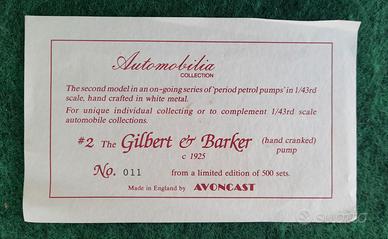 Automobilia
COLLECTION
The second model in an on-going series of 'period petrol pumps' in 1/43rd
scale, hand crafted in white metal.
For unique individual collecting or to complement 1/43rd scale
automobile collections.
#2 The Gilbert & Barker (hand cranked)
pump
c 1925
No. 011 from a limited edition of 500 sets.
Made in England by AVONCAST